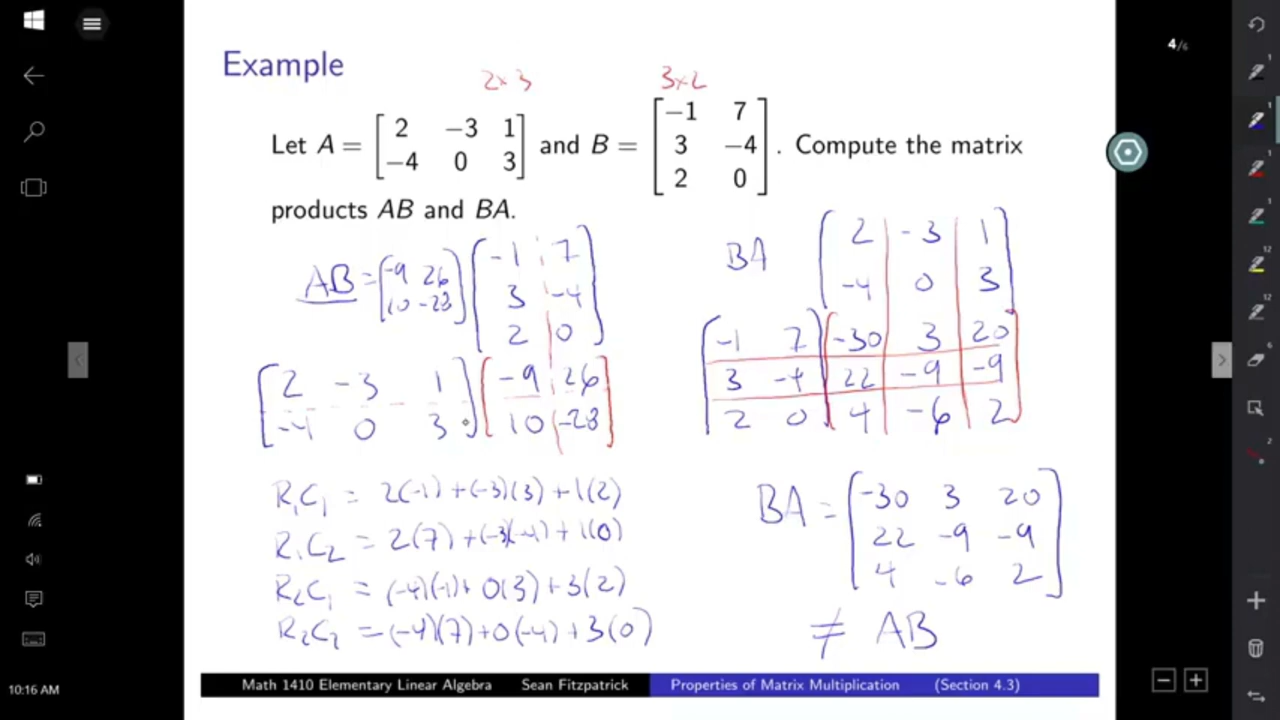 4/6
Example
2×3 3×2
Let A = [2 −3 1; −4 0 3] and B = [−1 7; 3 −4; 2 0]. Compute the matrix
products AB and BA.
AB = [-9 26; 10 -28]
-1 7
3 -4
2 0
2 -3 1 -9 26
-4 0 3 10 -28
R₁C₁ = 2(-1) + (-3)(3) + 1(2)
R₁C₂ = 2(7) + (-3)(-4) + 1(0)
R₂C₁ = (-4)(-1) + 0(3) + 3(2)
R₂C₂ = (-4)(7) + 0(-4) + 3(0)
BA
2 -3 1
-4 0 3
-1 7 -30 3 20
3 -4 22 -9 -9
2 0 4 -6 2
BA = [-30 3 20; 22 -9 -9; 4 -6 2]
≠ AB
Math 1410 Elementary Linear Algebra Sean Fitzpatrick Properties of Matrix Multiplication (Section 4.3)
10:16 AM